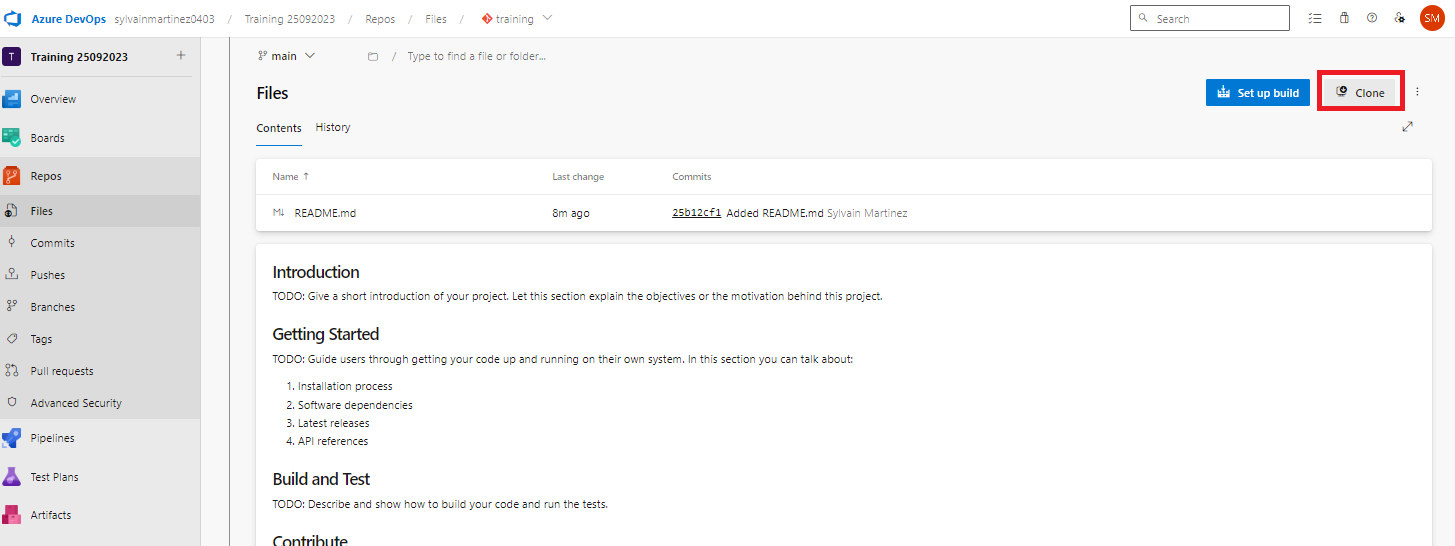 Azure DevOps sylvainmartinez0403 / Training 25092023 / Repos / Files / training Search SM
T Training 25092023 +
Overview
Boards
Repos
Files
Commits
Pushes
Branches
Tags
Pull requests
Advanced Security
Pipelines
Test Plans
Artifacts
main / Type to find a file or folder...
Files Set up build Clone
Contents History
Name ↑ Last change Commits
M↓ README.md 8m ago 25b12cf1 Added README.md Sylvain Martinez
Introduction
TODO: Give a short introduction of your project. Let this section explain the objectives or the motivation behind this project.
Getting Started
TODO: Guide users through getting your code up and running on their own system. In this section you can talk about:
1. Installation process
2. Software dependencies
3. Latest releases
4. API references
Build and Test
TODO: Describe and show how to build your code and run the tests.
Contribute